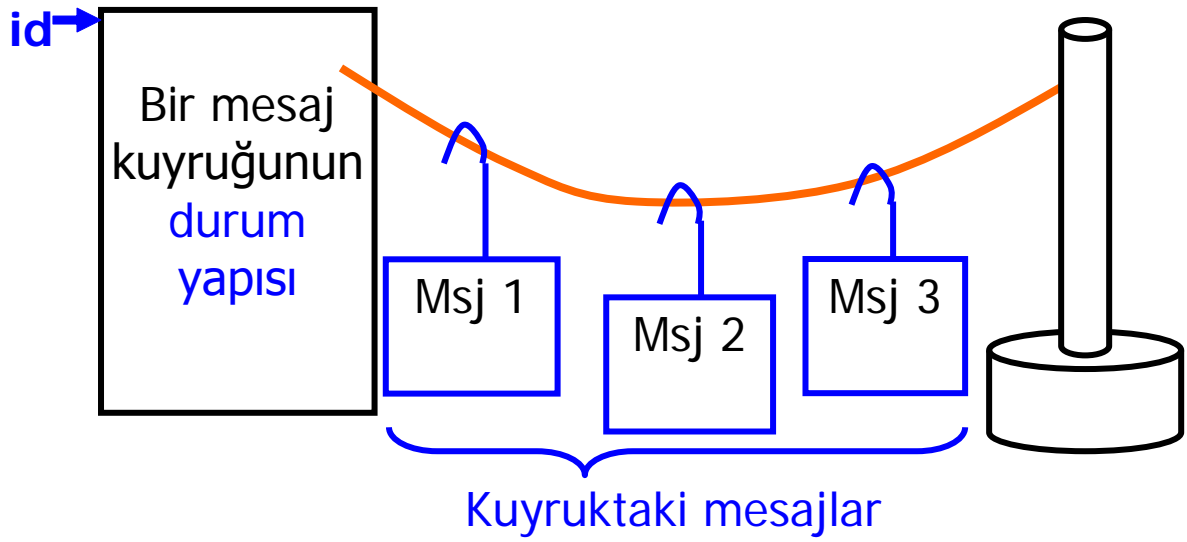 id
Bir mesaj
kuyruğunun
durum
yapısı
Msj 1
Msj 2
Msj 3
Kuyruktaki mesajlar